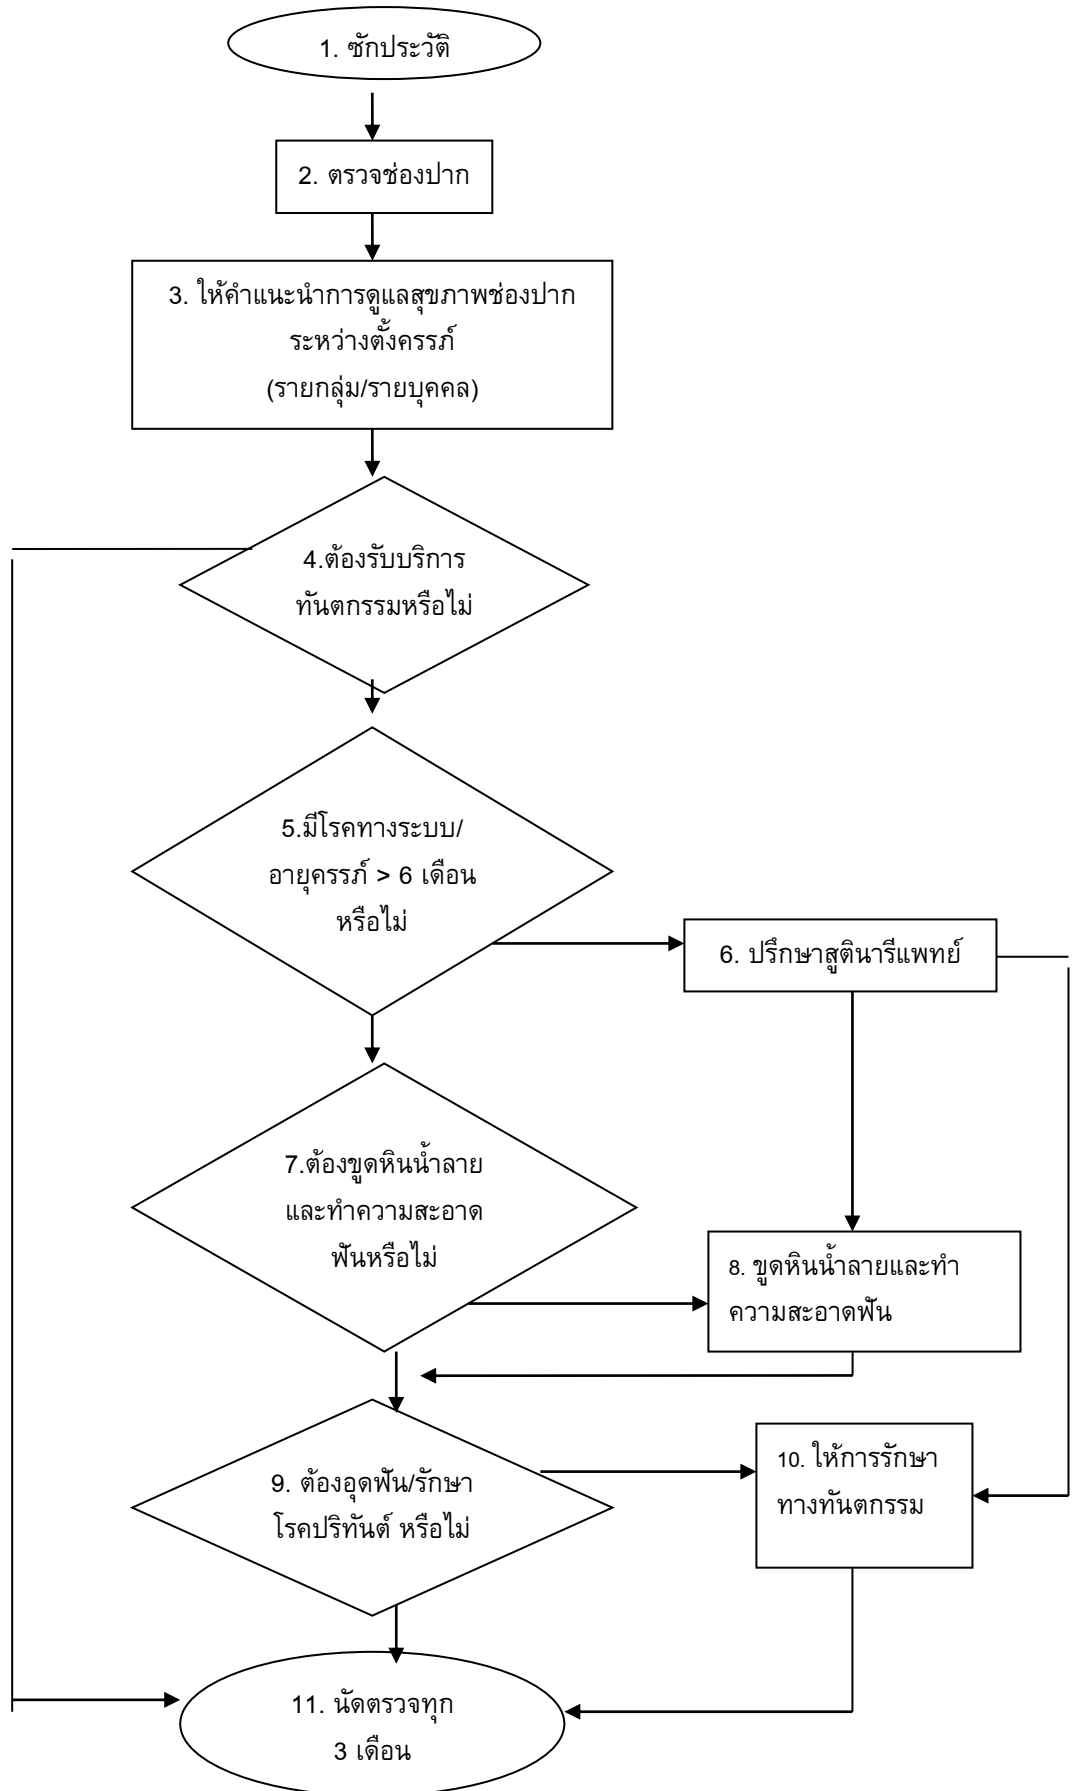 1. ซักประวัติ
2. ตรวจช่องปาก
3. ให้คำแนะนำการดูแลสุขภาพช่องปาก
ระหว่างตั้งครรภ์
(รายกลุ่ม/รายบุคคล)
4.ต้องรับบริการ
ทันตกรรมหรือไม่
5.มีโรคทางระบบ/
อายุครรภ์ > 6 เดือน
หรือไม่
6. ปรึกษาสูตินารีแพทย์
7.ต้องขูดหินน้ำลาย
และทำความสะอาด
ฟันหรือไม่
8. ขูดหินน้ำลายและทำ
ความสะอาดฟัน
9. ต้องอุดฟัน/รักษา
โรคปริทันต์ หรือไม่
10. ให้การรักษา
ทางทันตกรรม
11. นัดตรวจทุก
3 เดือน